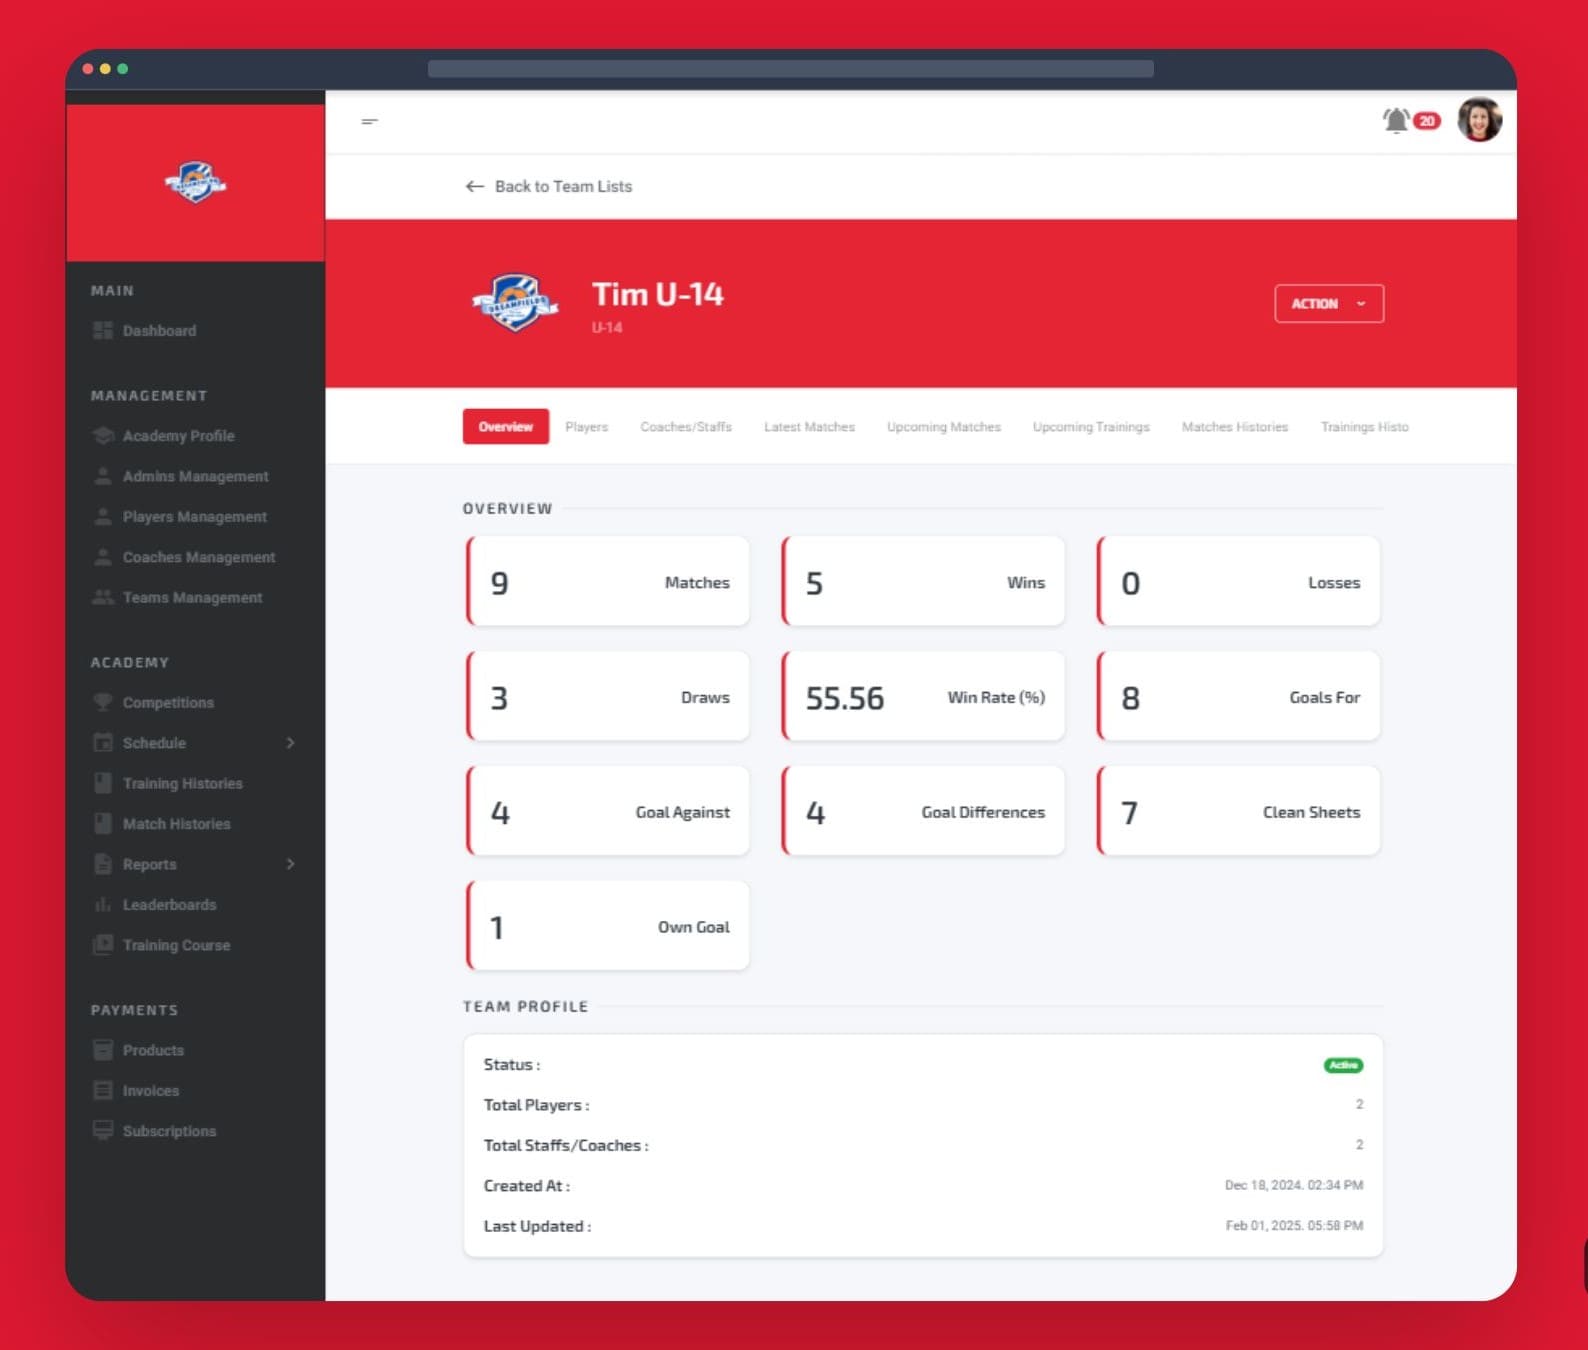 20
Back to Team Lists
DREAMFIELDS
Tim U-14
U-14
ACTION
MAIN
Dashboard
MANAGEMENT
Academy Profile
Admins Management
Players Management
Coaches Management
Teams Management
ACADEMY
Competitions
Schedule
Training Histories
Match Histories
Reports
Leaderboards
Training Course
PAYMENTS
Products
Invoices
Subscriptions
Overview Players Coaches/Staffs Latest Matches Upcoming Matches Upcoming Trainings Matches Histories Trainings Histo
OVERVIEW
9 Matches
5 Wins
0 Losses
3 Draws
55.56 Win Rate (%)
8 Goals For
4 Goal Against
4 Goal Differences
7 Clean Sheets
1 Own Goal
TEAM PROFILE
Status : Active
Total Players : 2
Total Staffs/Coaches : 2
Created At : Dec 18, 2024. 02:34 PM
Last Updated : Feb 01, 2025. 05:58 PM